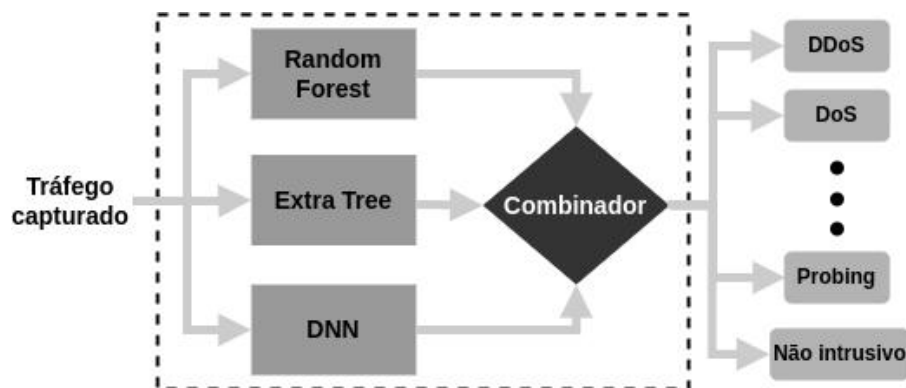 Tráfego
capturado
Random
Forest
Extra Tree
DNN
Combinador
DDoS
DoS
Probing
Não intrusivo